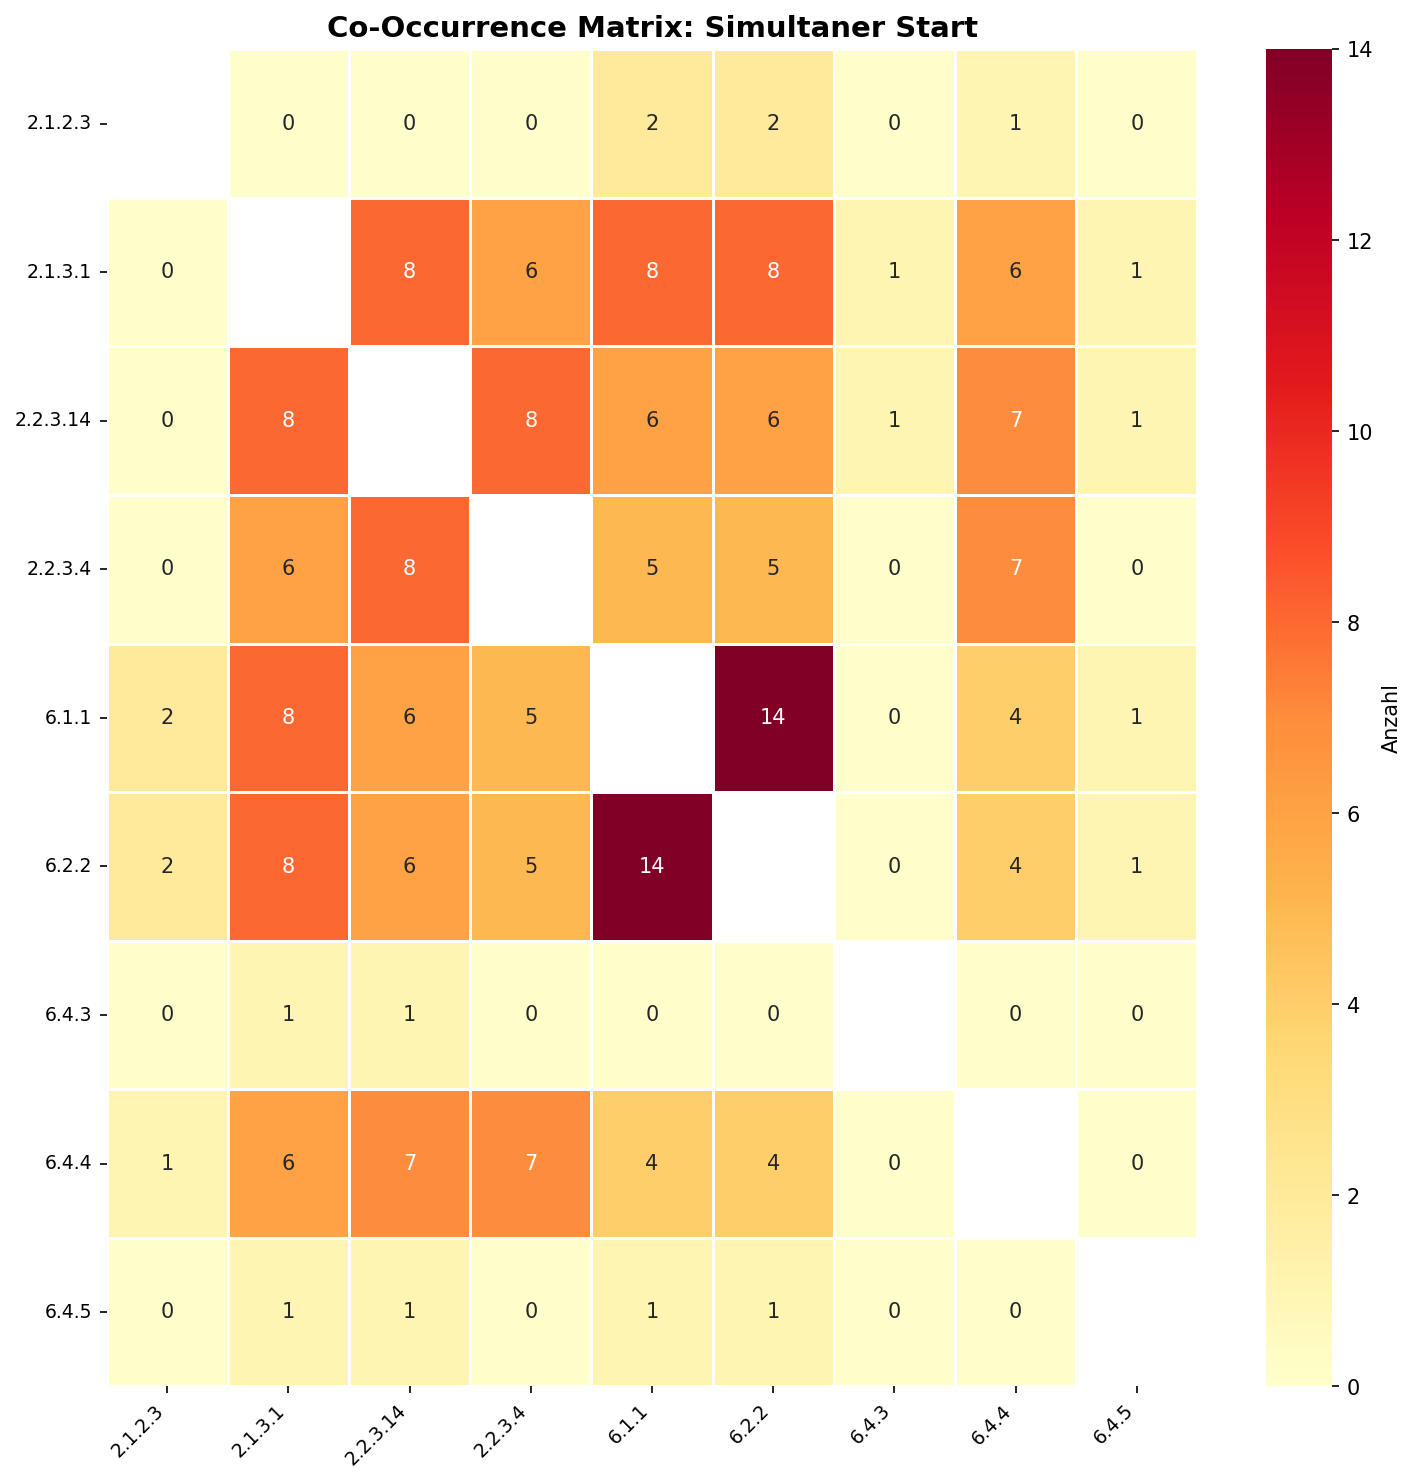 Co-Occurrence Matrix: Simultaner Start
2.1.2.3 0 0 0 2 2 0 1 0
2.1.3.1 0 8 6 8 8 1 6 1
2.2.3.14 0 8 8 6 6 1 7 1
2.2.3.4 0 6 8 5 5 0 7 0
6.1.1 2 8 6 5 14 0 4 1
6.2.2 2 8 6 5 14 0 4 1
6.4.3 0 1 1 0 0 0 0 0
6.4.4 1 6 7 7 4 4 0 0
6.4.5 0 1 1 0 1 1 0 0
2.1.2.3 2.1.3.1 2.2.3.14 2.2.3.4 6.1.1 6.2.2 6.4.3 6.4.4 6.4.5
14
12
10
8
6
4
2
0
Anzahl